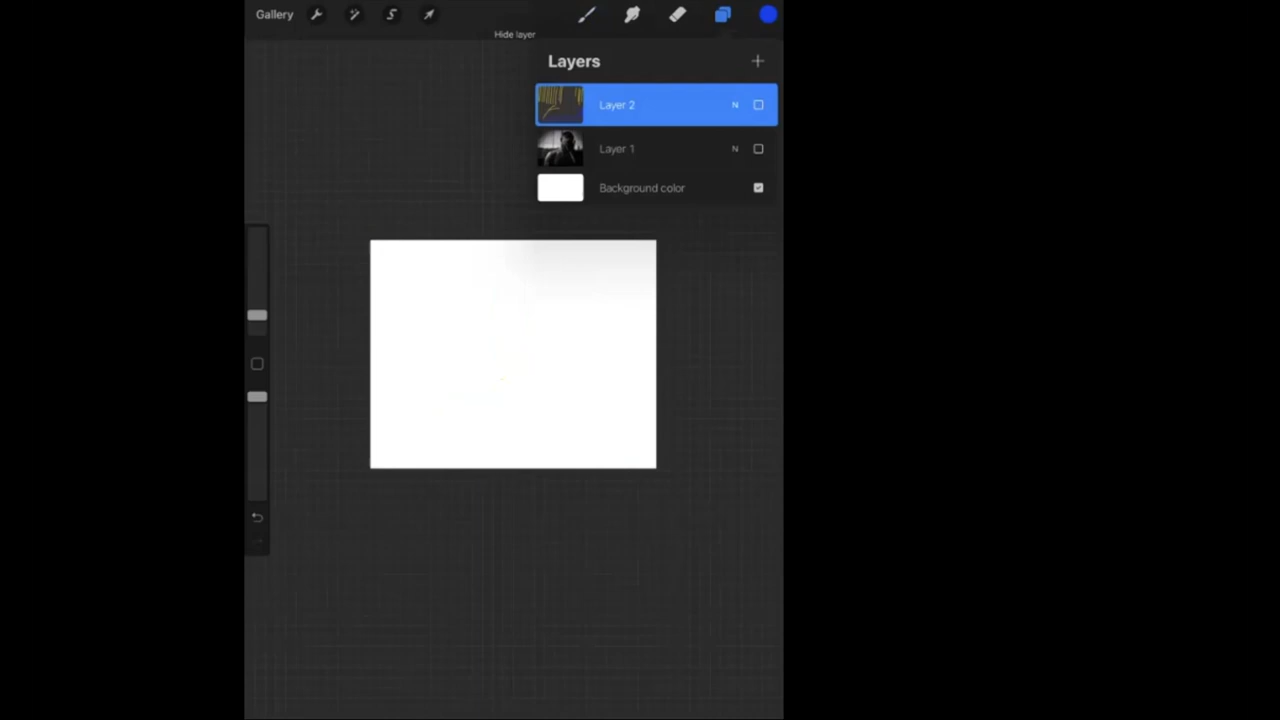 Gallery
Hide layer
Layers
Layer 2 N
Layer 1 N
Background color